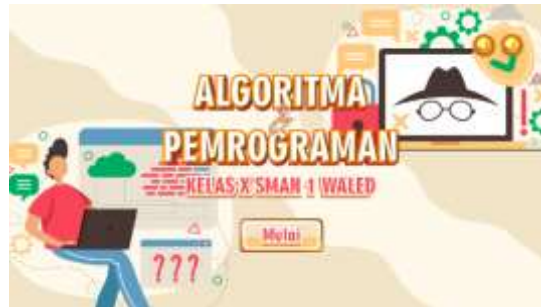 ALGORITMA
&
PEMROGRAMAN
KELAS X SMAN 1 WALED
Mulai
???